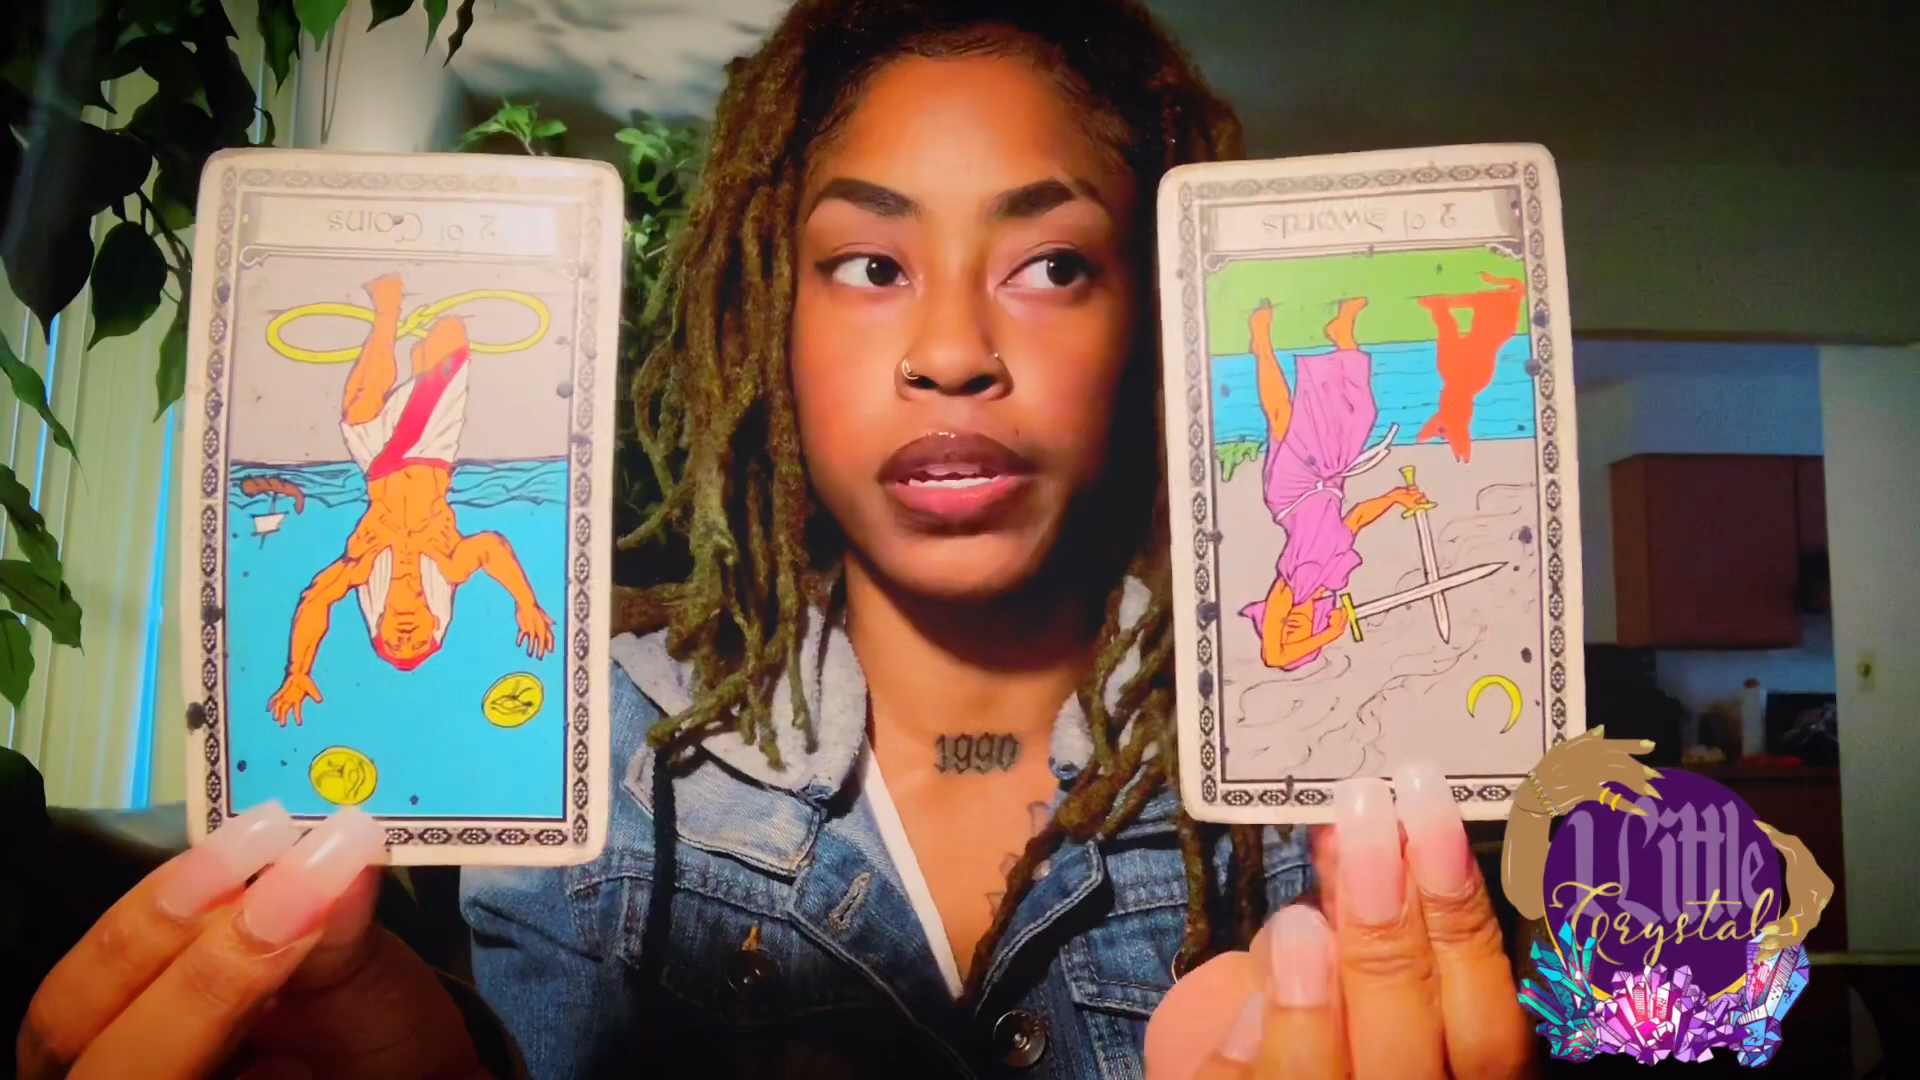 2 of Coins
2 of Swords
1990
Little
Crystal